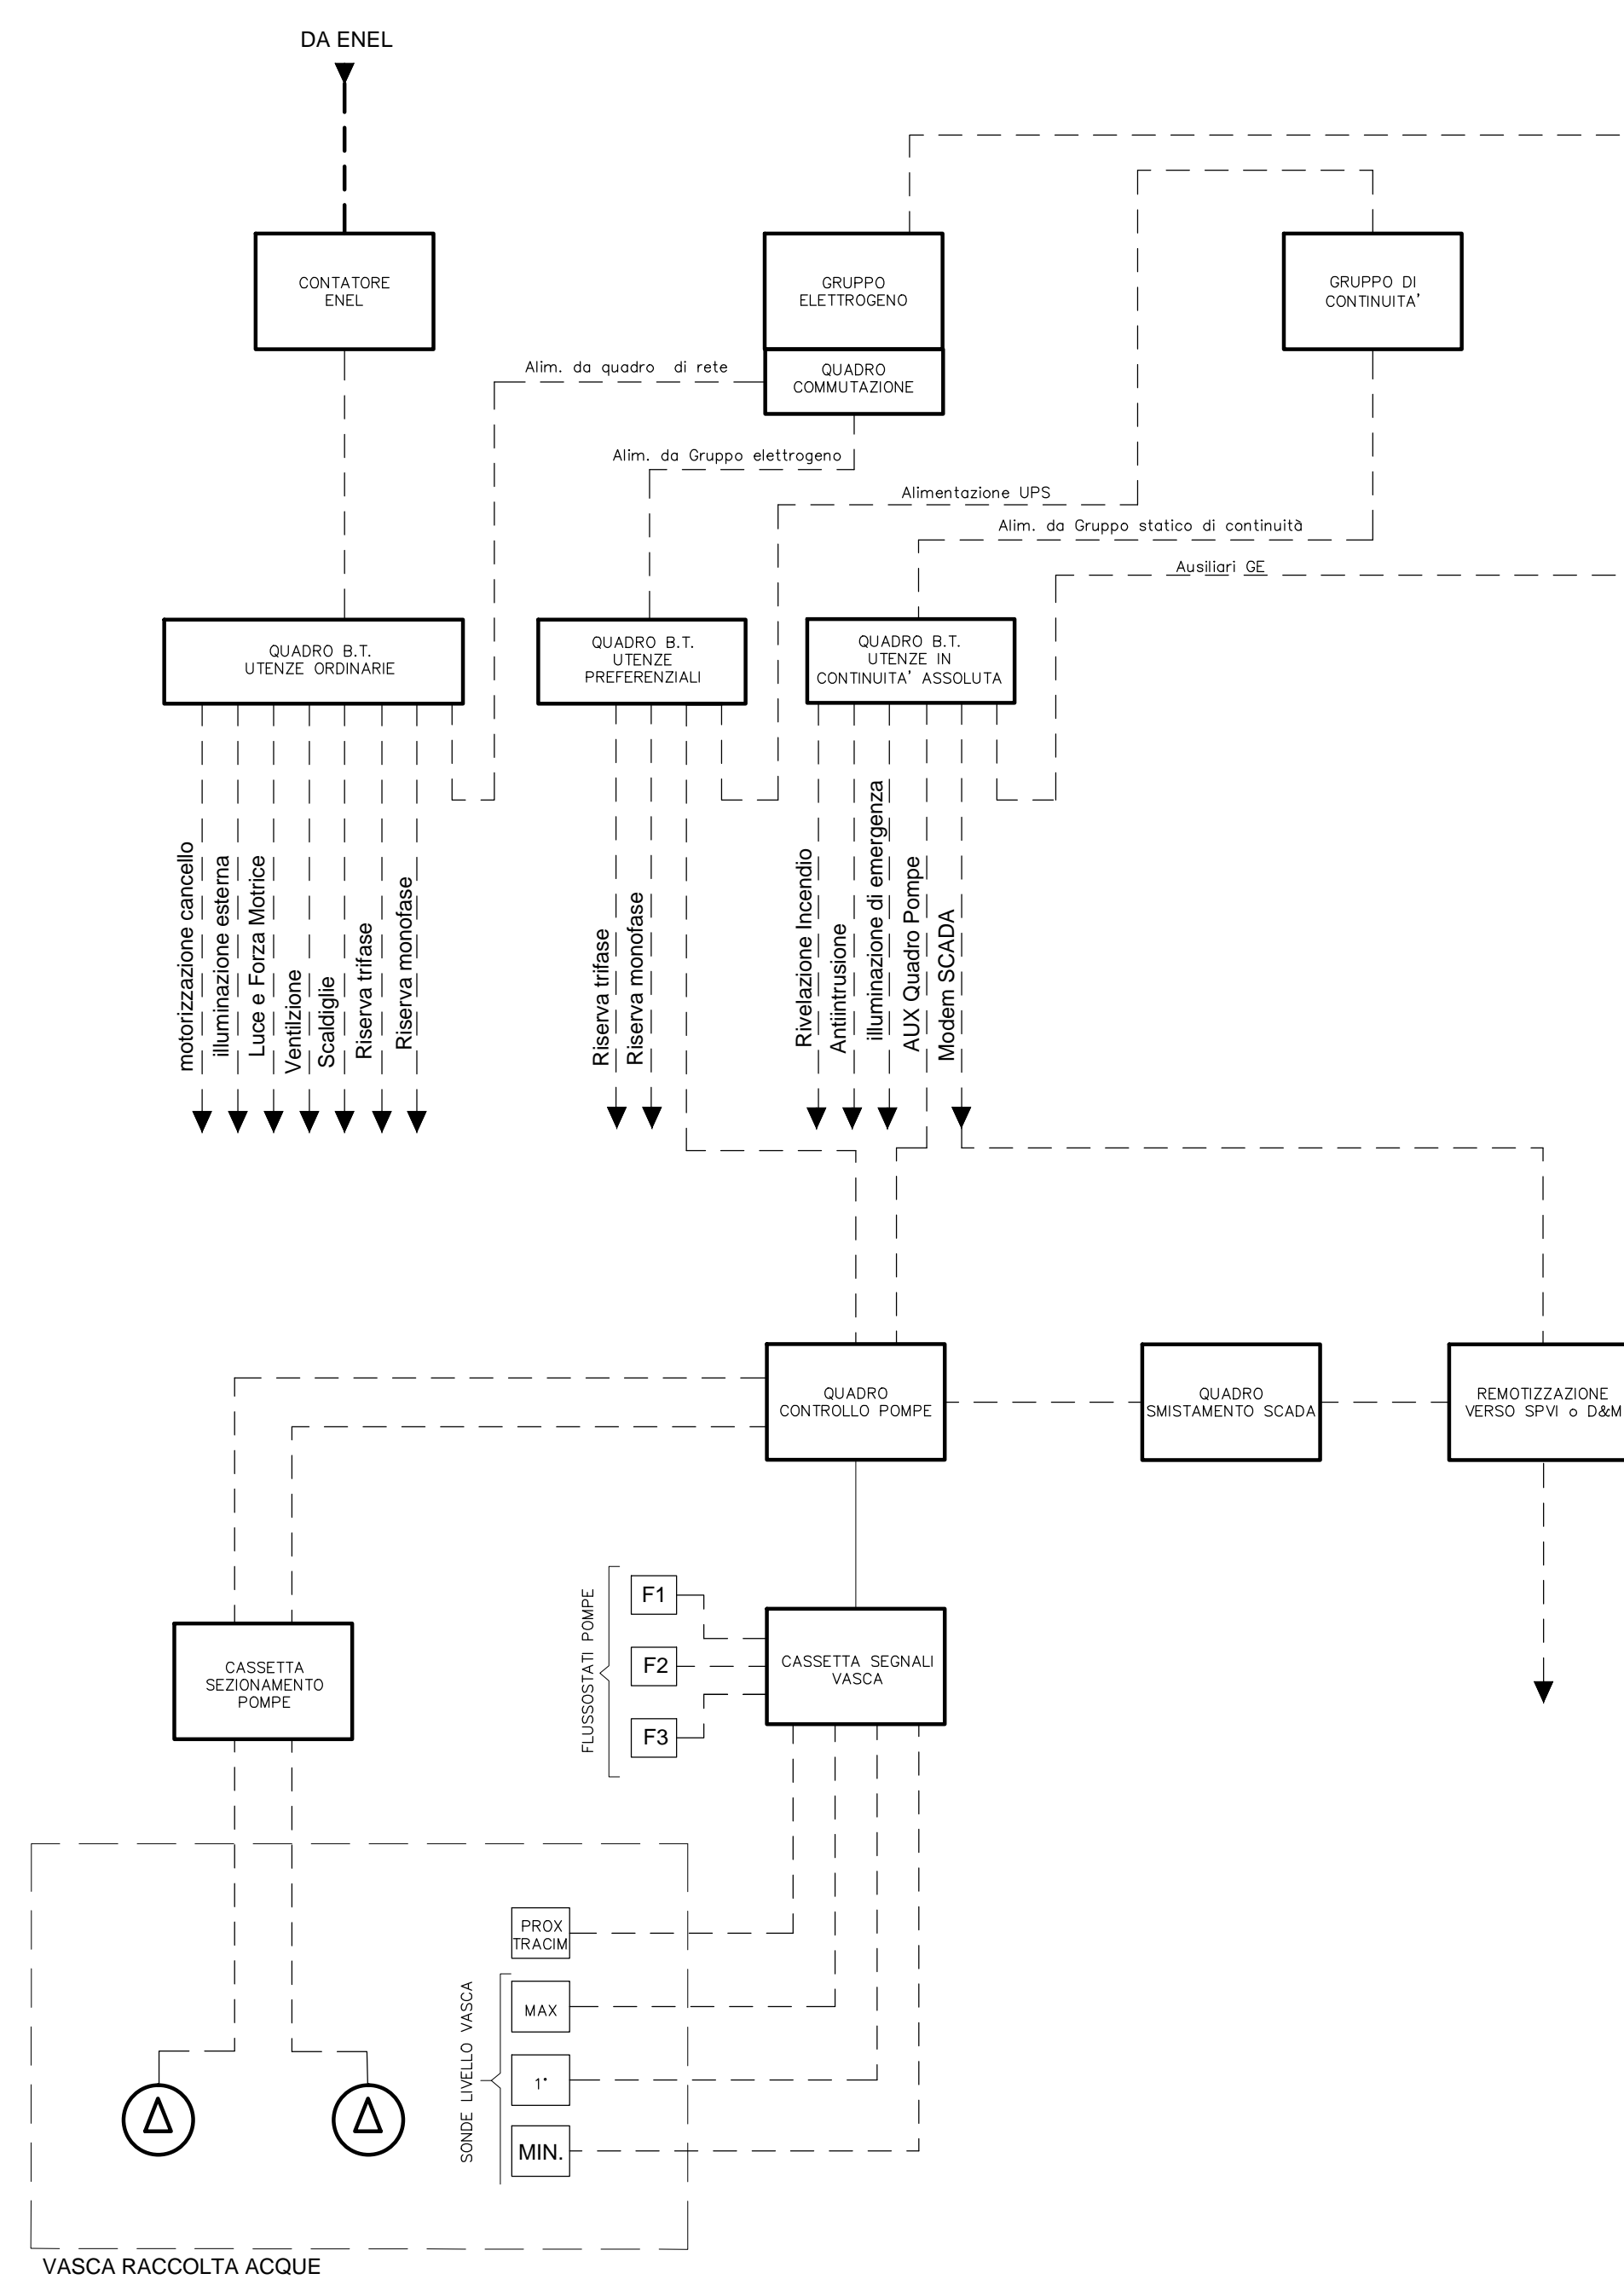 DA ENEL
CONTATORE
ENEL
GRUPPO
ELETTROGENO
GRUPPO DI
CONTINUITA'
QUADRO
COMMUTAZIONE
Alim. da quadro di rete
Alim. da Gruppo elettrogeno
Alimentazione UPS
Alim. da Gruppo statico di continuità
Ausiliari GE
QUADRO B.T.
UTENZE ORDINARIE
QUADRO B.T.
UTENZE
PREFERENZIALI
QUADRO B.T.
UTENZE IN
CONTINUITA' ASSOLUTA
motorizzazione cancello
illuminazione esterna
Luce e Forza Motrice
Ventilzione
Scaldiglie
Riserva trifase
Riserva monofase
Riserva trifase
Riserva monofase
Rivelazione Incendio
Antiintrusione
illuminazione di emergenza
AUX Quadro Pompe
Modem SCADA
QUADRO
CONTROLLO POMPE
QUADRO
SMISTAMENTO SCADA
REMOTIZZAZIONE
VERSO SPVI o D&M
FLUSSOSTATI POMPE
F1
F2
F3
CASSETTA SEGNALI
VASCA
CASSETTA
SEZIONAMENTO
POMPE
PROX
TRACIM
SONDE LIVELLO VASCA
MAX
1°
MIN.
VASCA RACCOLTA ACQUE